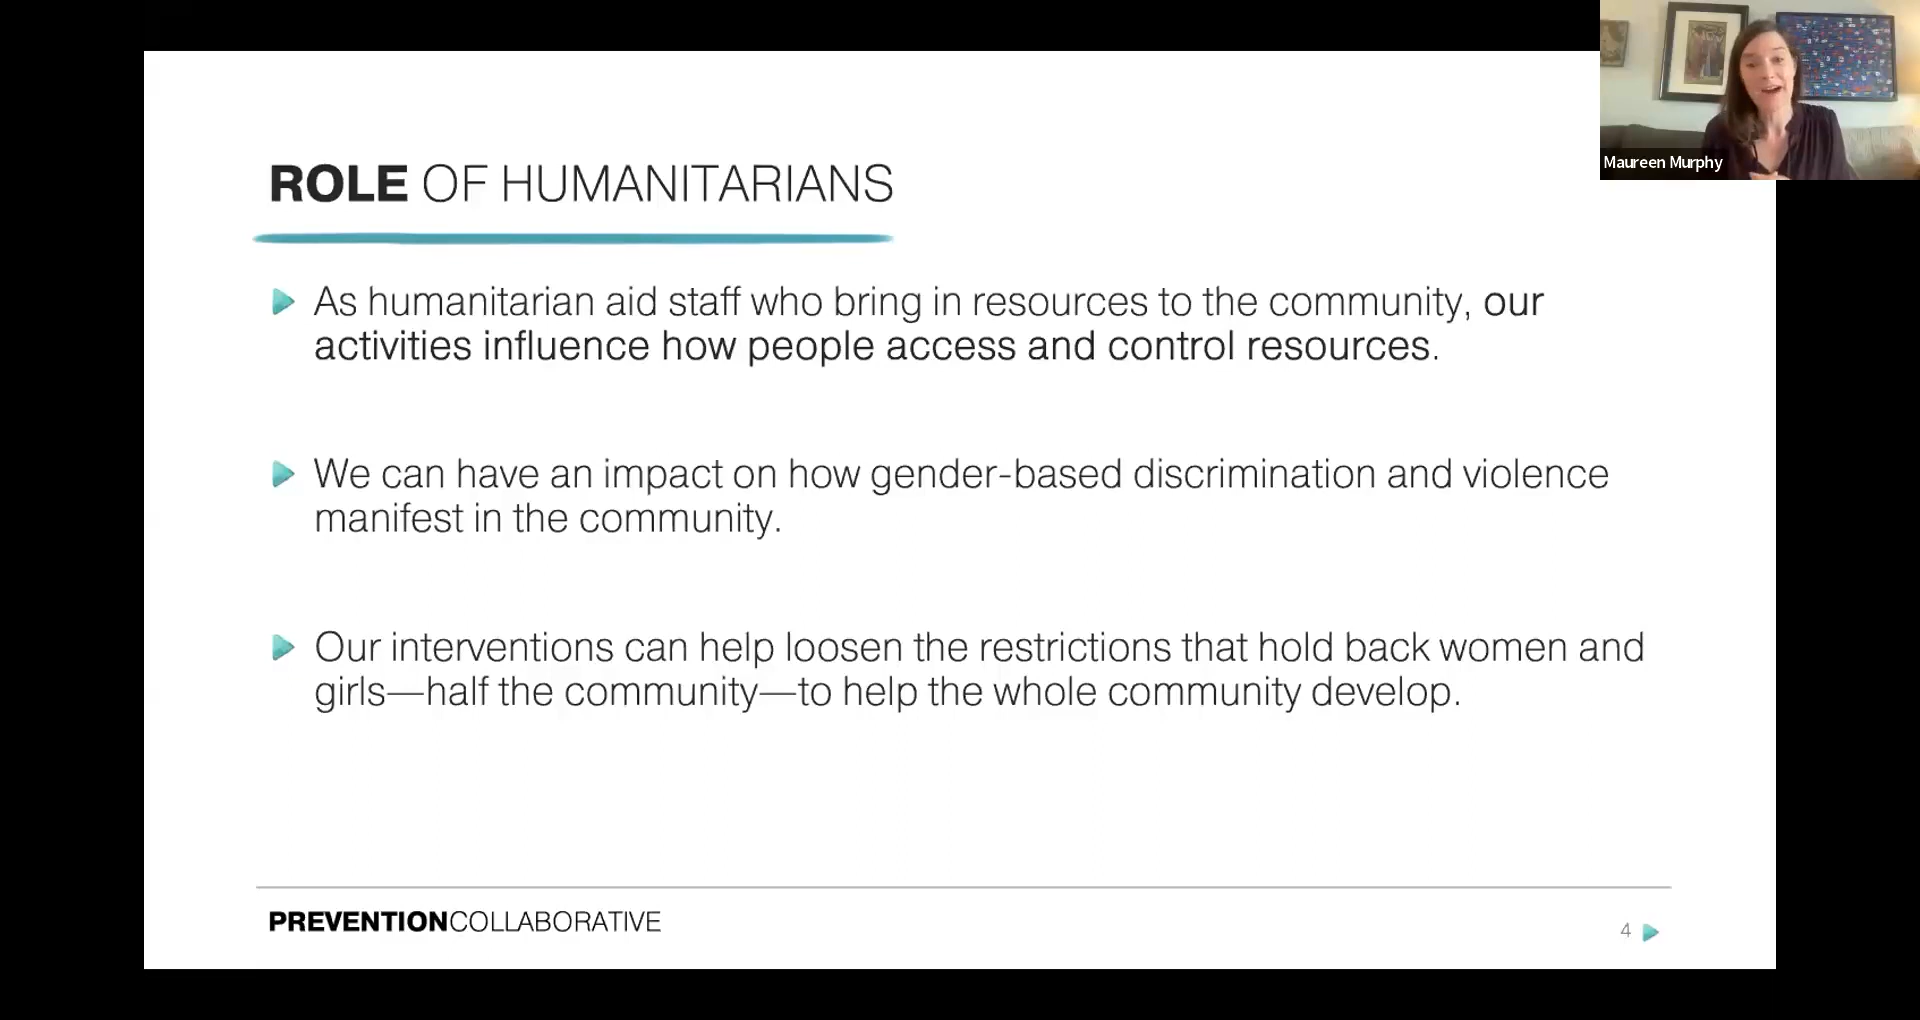 Maureen Murphy
ROLE OF HUMANITARIANS
As humanitarian aid staff who bring in resources to the community, our
activities influence how people access and control resources.
We can have an impact on how gender-based discrimination and violence
manifest in the community.
Our interventions can help loosen the restrictions that hold back women and
girls—half the community—to help the whole community develop.
PREVENTIONCOLLABORATIVE
4